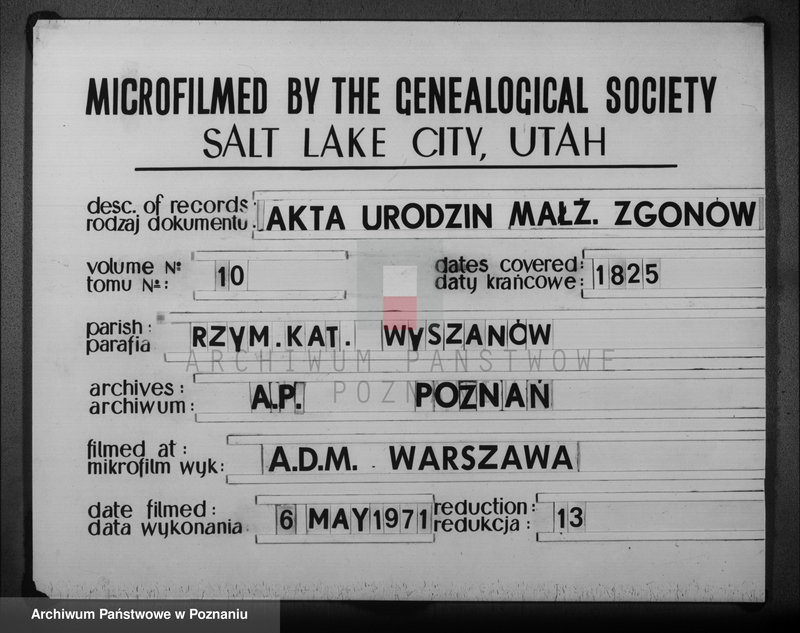 MICROFILMED BY THE GENEALOGICAL SOCIETY
SALT LAKE CITY, UTAH
desc. of records:
rodzaj dokumentu: AKTA URODZIN MAŁŻ. ZGONÓW
volume №
tomu №: 10
dates covered:
daty krańcowe: 1825
parish:
parafia RZYM. KAT. WYSZANÓW
ARCHIWUM PAŃSTWOWE
POZNAŃ
archives:
archiwum: A.P. POZNAŃ
filmed at:
mikrofilm wyk: A.D.M. WARSZAWA
date filmed:
data wykonania 6 MAY 1971
reduction:
redukcja: 13
Archiwum Państwowe w Poznaniu